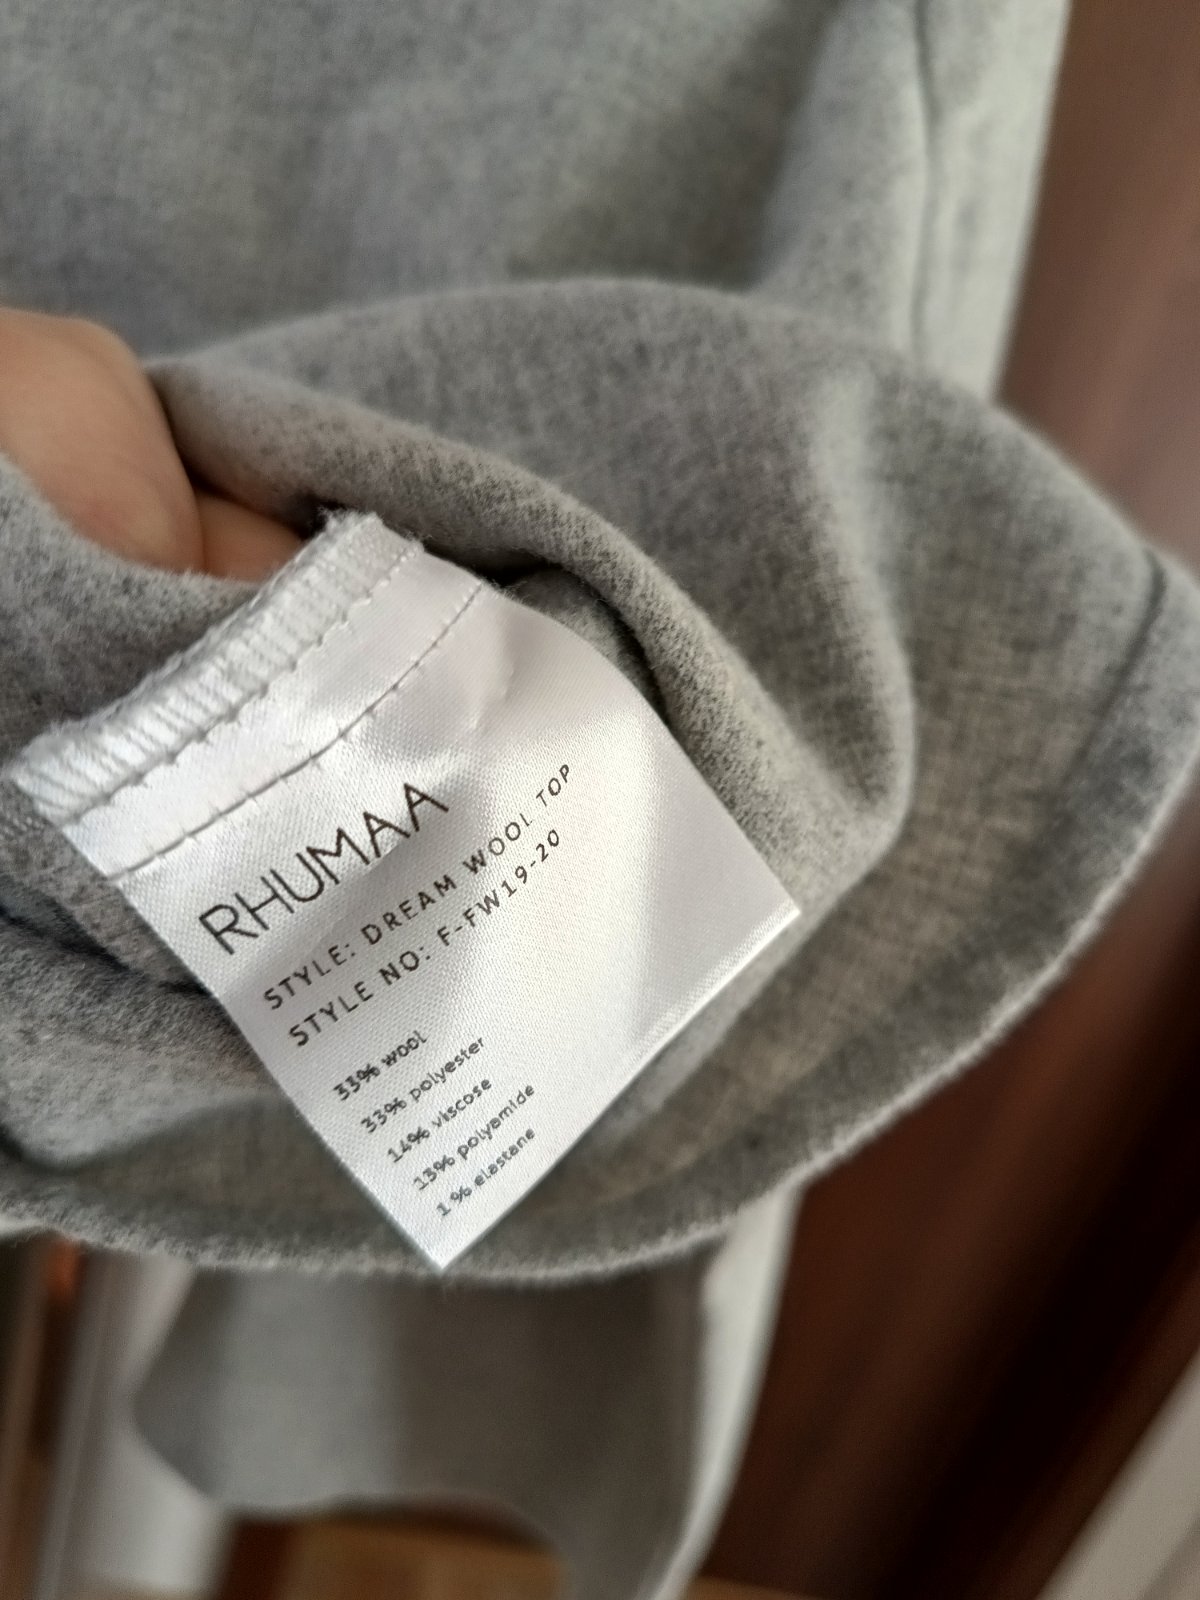 RHUMAA
STYLE: DREAM WOOL TOP
STYLE NO: F-FW19-20
33% wool
33% polyester
14% viscose
13% polyamide
1 % elastane